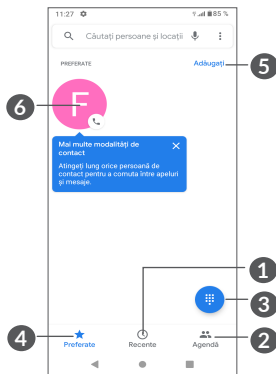 11:27 85 %
Căutați persoane și locații
PREFERATE Adăugați
5
6
F
Mai multe modalități de
contact
Atingeți lung orice persoană de
contact pentru a comuta între apeluri
și mesaje.
1
3
4
Preferate Recente Agendă
2